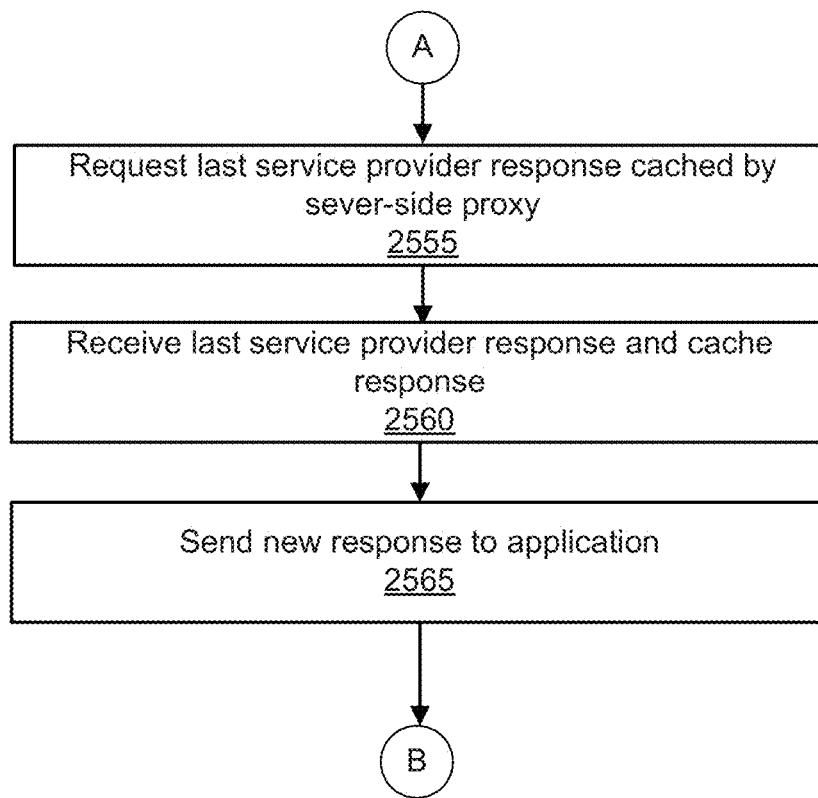 A
Request last service provider response cached by
sever-side proxy
2555
Receive last service provider response and cache
response
2560
Send new response to application
2565
B